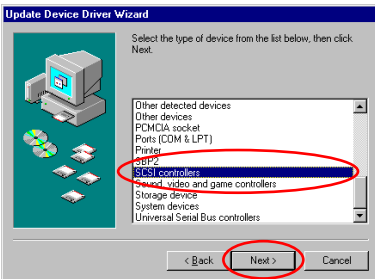 Update Device Driver Wizard
Select the type of device from the list below, then click
Next.
Other detected devices
Other devices
PCMCIA socket
Ports (COM & LPT)
Printer
SBP2
SCSI controllers
Sound, video and game controllers
Storage device
System devices
Universal Serial Bus controllers
< Back Next > Cancel